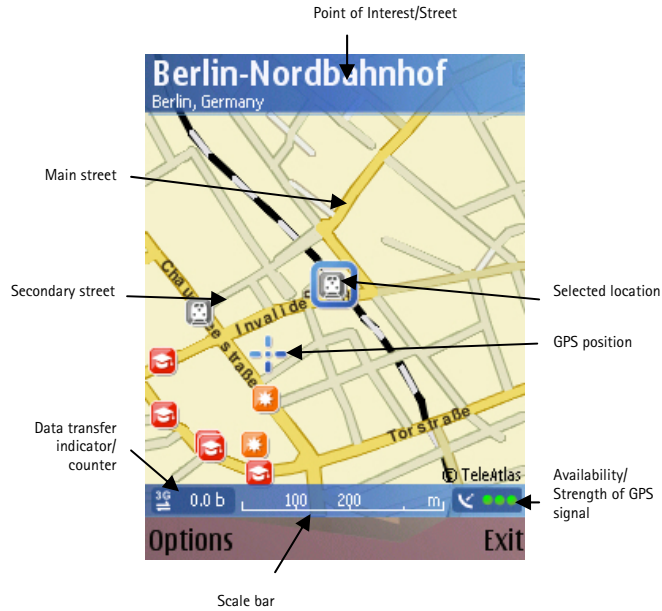 Point of Interest/Street
Berlin-Nordbahnhof
Berlin, Germany
Main street
Secondary street
Selected location
GPS position
Chausseestraße
Invaliden
Torstraße
Data transfer
indicator/
counter
© TeleAtlas
Availability/
Strength of GPS
signal
3G
0.0 b
100 200 m
Options
Exit
Scale bar